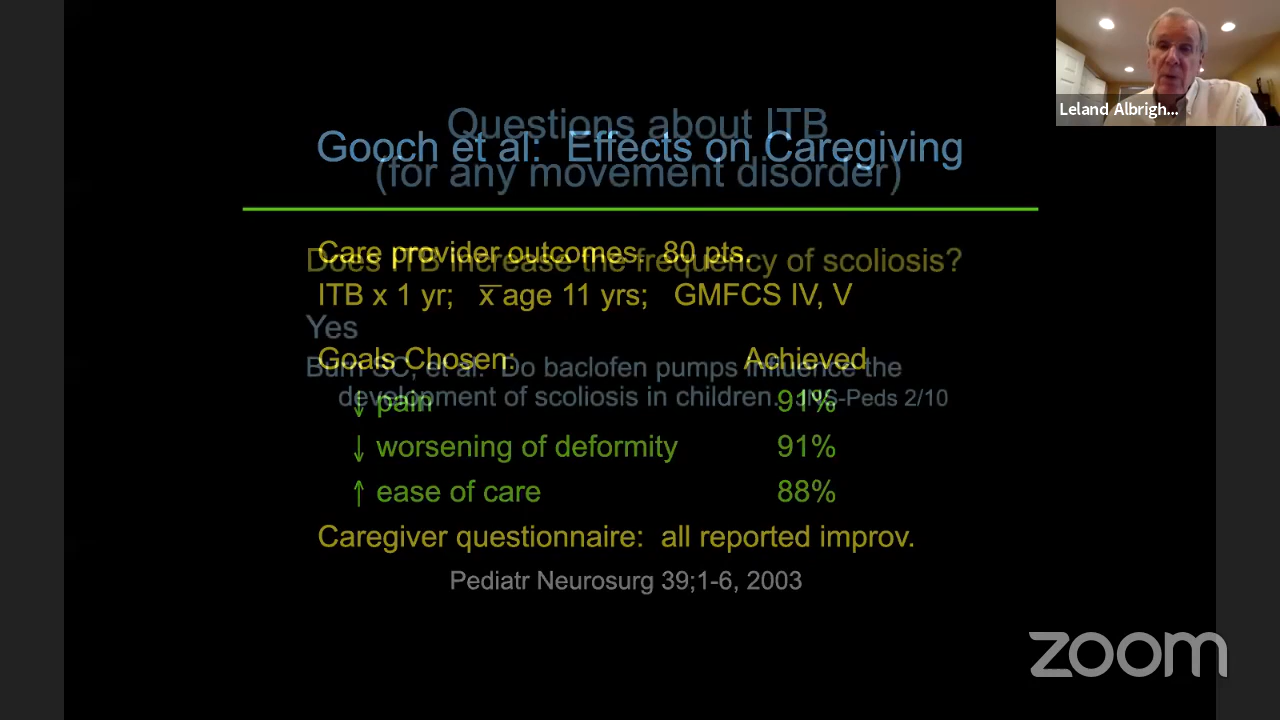 Leland Albrigh...
Questions about ITB
(for any movement disorder)
Does ITB increase the frequency of scoliosis?
Yes
et al: Do baclofen pumps influence the
development of scoliosis in children. JNS-Peds 2/10
Gooch et al: Effects on Caregiving
Care provider outcomes. 80 pts.
ITB x 1 yr; x̅ age 11 yrs; GMFCS IV, V
Goals Chosen: Achieved
↓ pain 91%
↓ worsening of deformity 91%
↑ ease of care 88%
Caregiver questionnaire: all reported improv.
Pediatr Neurosurg 39;1-6, 2003
zoom